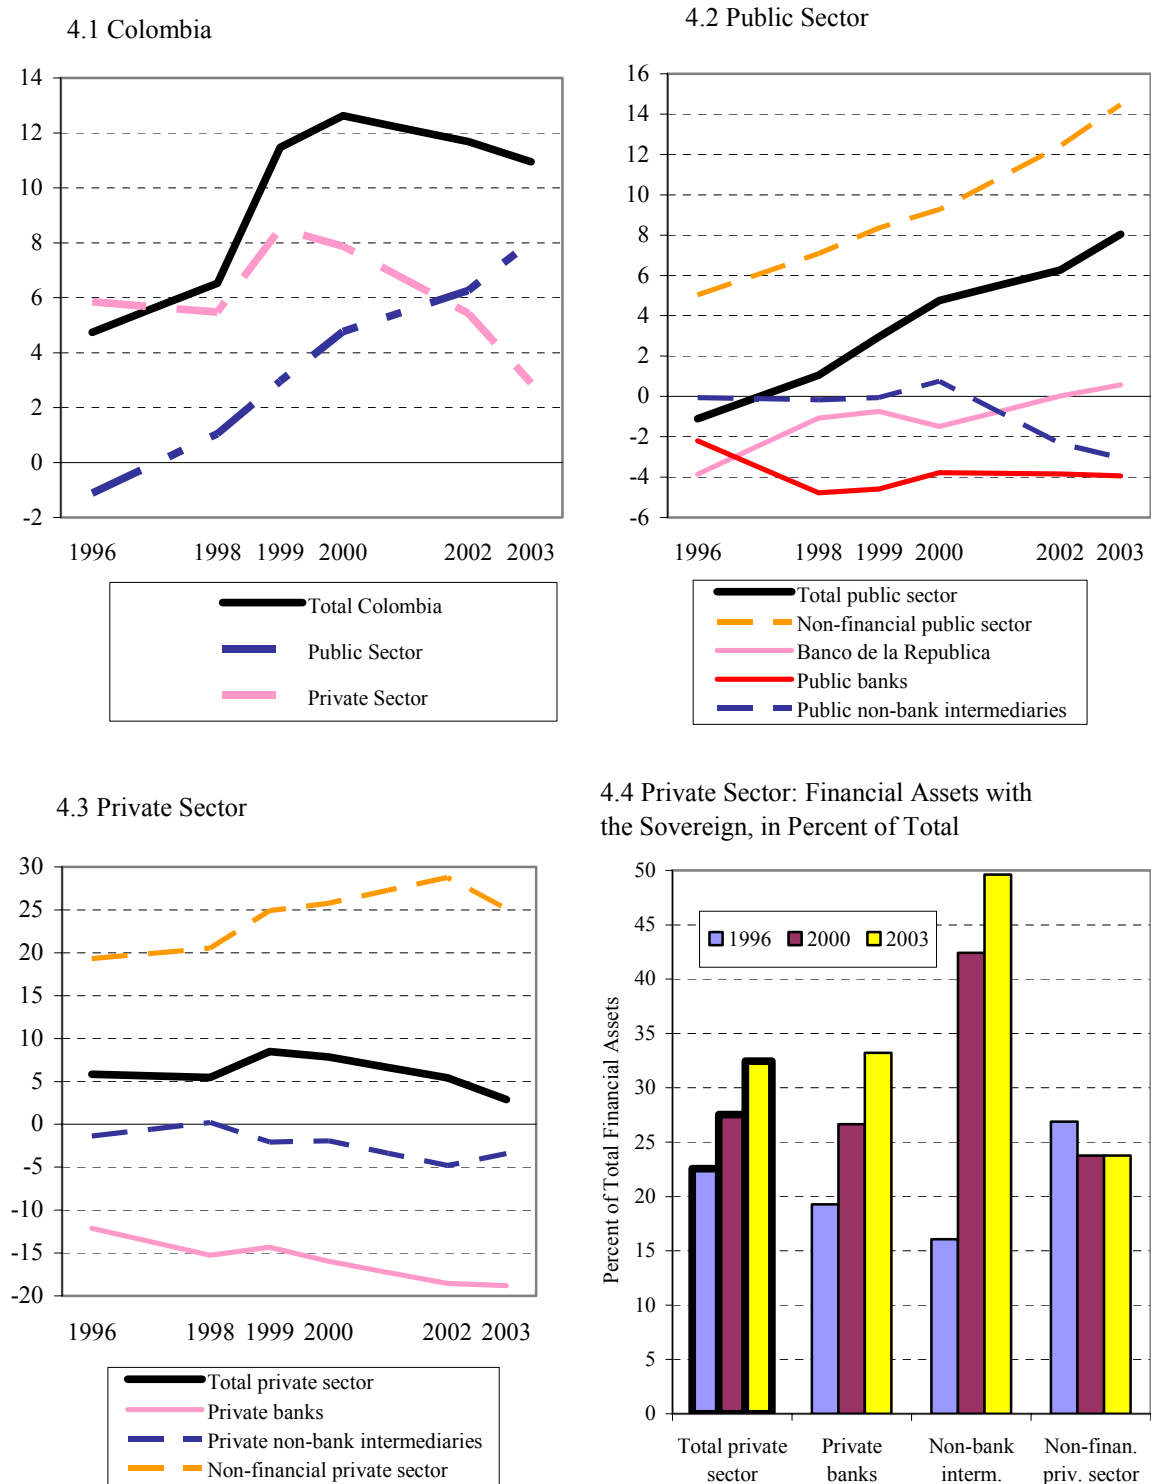 4.1 Colombia
14
12
10
8
6
4
2
0
-2
1996 1998 1999 2000 2002 2003
Total Colombia
Public Sector
Private Sector
4.2 Public Sector
16
14
12
10
8
6
4
2
0
-2
-4
-6
1996 1998 1999 2000 2002 2003
Total public sector
Non-financial public sector
Banco de la Republica
Public banks
Public non-bank intermediaries
4.3 Private Sector
30
25
20
15
10
5
0
-5
-10
-15
-20
1996 1998 1999 2000 2002 2003
Total private sector
Private banks
Private non-bank intermediaries
Non-financial private sector
4.4 Private Sector: Financial Assets with
the Sovereign, in Percent of Total
Percent of Total Financial Assets
50
45
40
35
30
25
20
15
10
5
0
1996 2000 2003
Total private Private Non-bank Non-finan.
sector banks interm. priv. sector